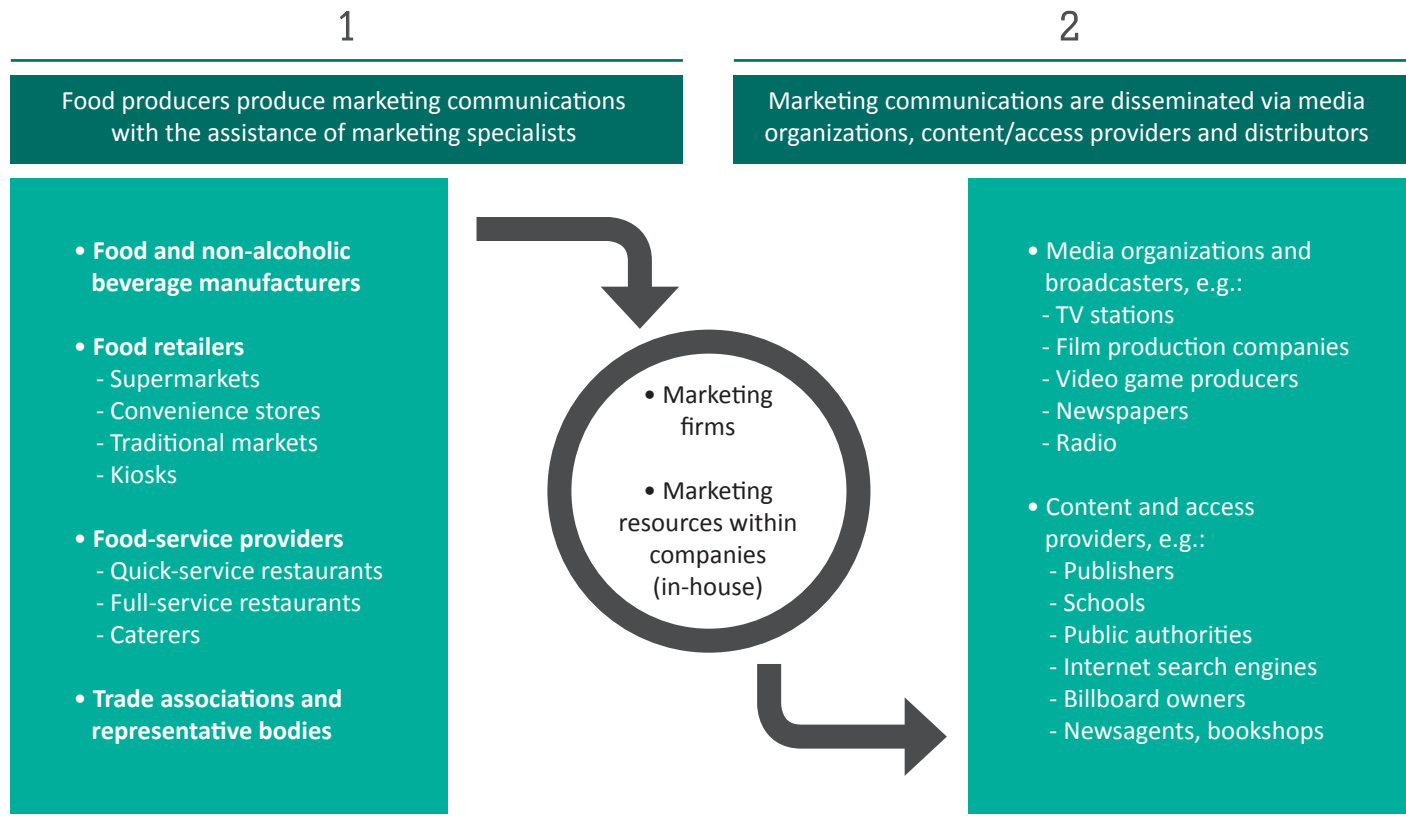 1
Food producers produce marketing communications
with the assistance of marketing specialists
• Food and non-alcoholic
beverage manufacturers
• Food retailers
- Supermarkets
- Convenience stores
- Traditional markets
- Kiosks
• Food-service providers
- Quick-service restaurants
- Full-service restaurants
- Caterers
• Trade associations and
representative bodies
• Marketing
firms
• Marketing
resources within
companies
(in-house)
2
Marketing communications are disseminated via media
organizations, content/access providers and distributors
• Media organizations and
broadcasters, e.g.:
- TV stations
- Film production companies
- Video game producers
- Newspapers
- Radio
• Content and access
providers, e.g.:
- Publishers
- Schools
- Public authorities
- Internet search engines
- Billboard owners
- Newsagents, bookshops